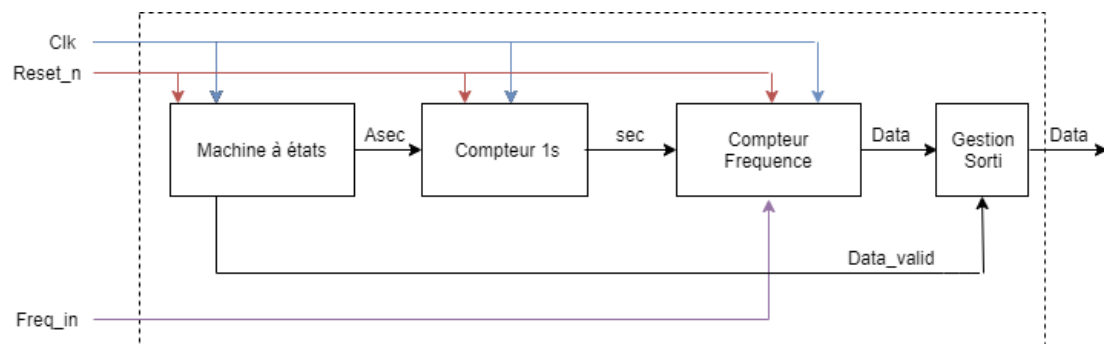 Clk
Reset_n
Machine à états
Asec
Compteur 1s
sec
Compteur
Frequence
Data
Gestion
Sorti
Data
Data_valid
Freq_in